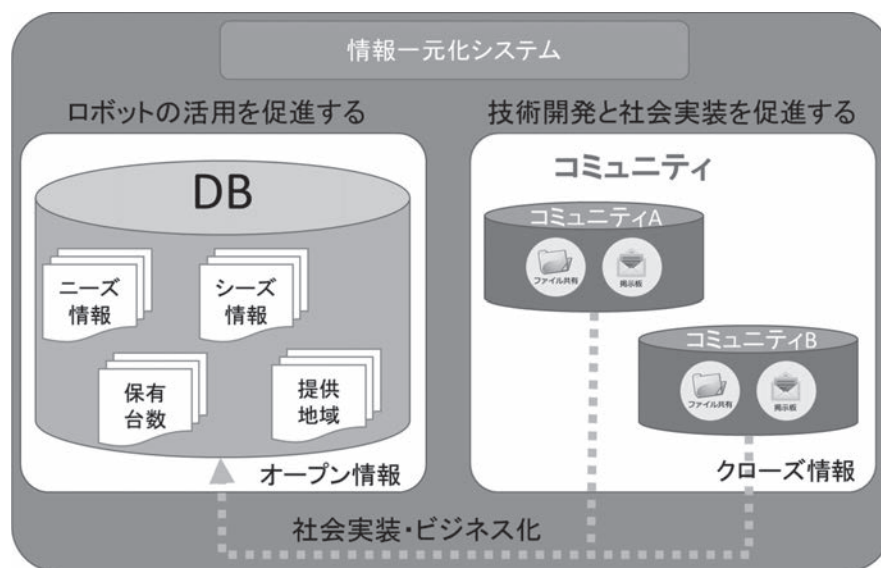 情報一元化システム
ロボットの活用を促進する
DB
ニーズ
情報
シーズ
情報
保有
台数
提供
地域
オープン情報
技術開発と社会実装を促進する
コミュニティ
コミュニティA
ファイル共有
掲示板
コミュニティB
ファイル共有
掲示板
クローズ情報
社会実装・ビジネス化